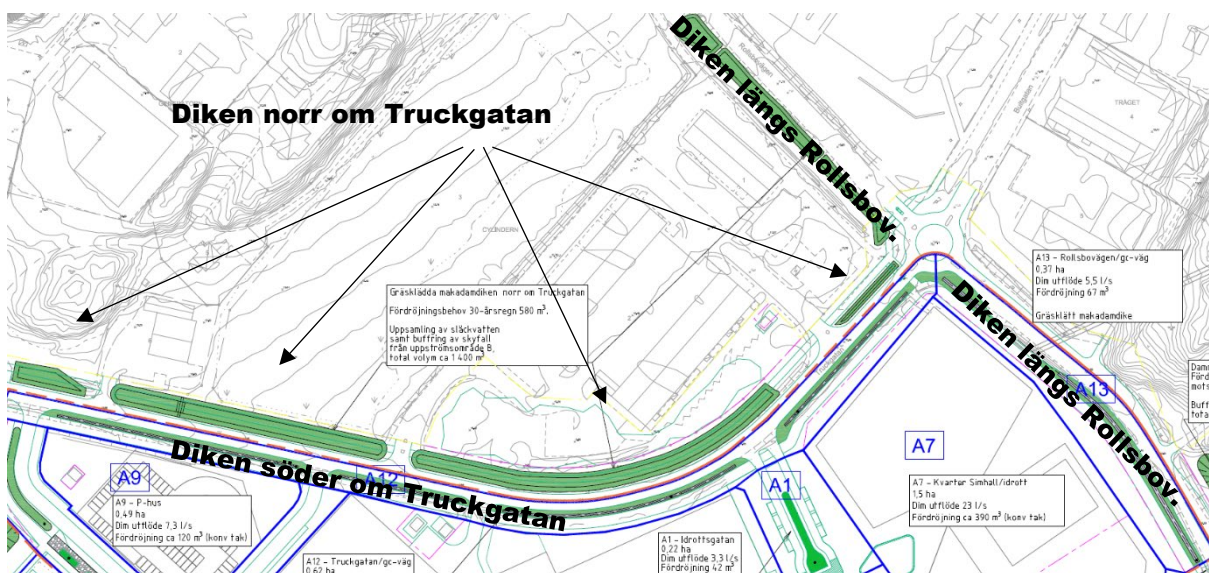 Diken norr om Truckgatan
Diken längs Rollsbov.
Rollsbovägen
TRÄGET
CYLINDERN
Gräsklädda makadamdiken norr om Truckgatan
Fördröjningsbehov 30-årsregn 580 m³.
Uppsamling av släckvatten
samt buffring av skyfall
från uppströmsområde B,
total volym ca 1 400 m³
A13 - Rollsbovägen/gc-väg
0,37 ha
Dim utflöde 5,5 l/s
Fördröjning 67 m³
Gräsklätt makadamdike
Diken längs Rollsbov.
A13
Diken söder om Truckgatan
A9
A12
A1
A7
A9 - P-hus
0,49 ha
Dim utflöde 7,3 l/s
Fördröjning ca 120 m³ (konv tak)
A12 - Truckgatan/gc-väg
0,62 ha
A1 - Idrottsgatan
0,22 ha
Dim utflöde 3,3 l/s
Fördröjning 42 m³
A7 - Kvarter Simhall/idrott
1,5 ha
Dim utflöde 23 l/s
Fördröjning ca 390 m³ (konv tak)